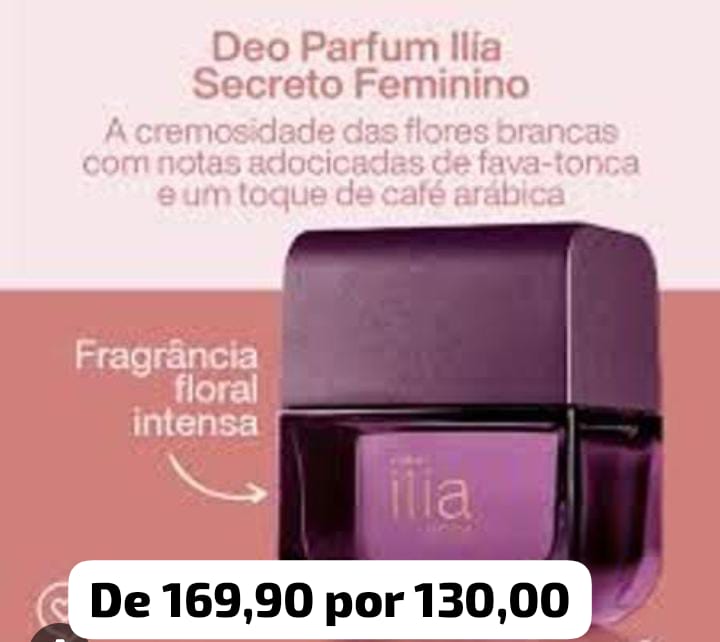 Deo Parfum Ilía
Secreto Feminino
A cremosidade das flores brancas
com notas adocicadas de fava-tonca
e um toque de café arábica
Fragrância
floral
intensa
ilía
De 169,90 por 130,00